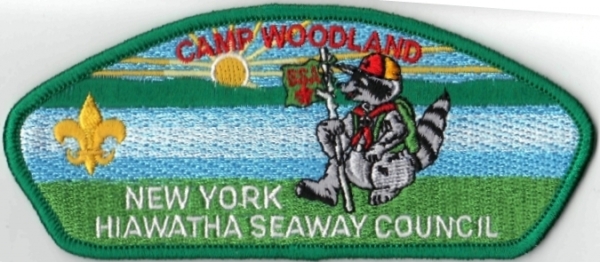 CAMP WOODLAND
BSA
NEW YORK
HIAWATHA SEAWAY COUNCIL